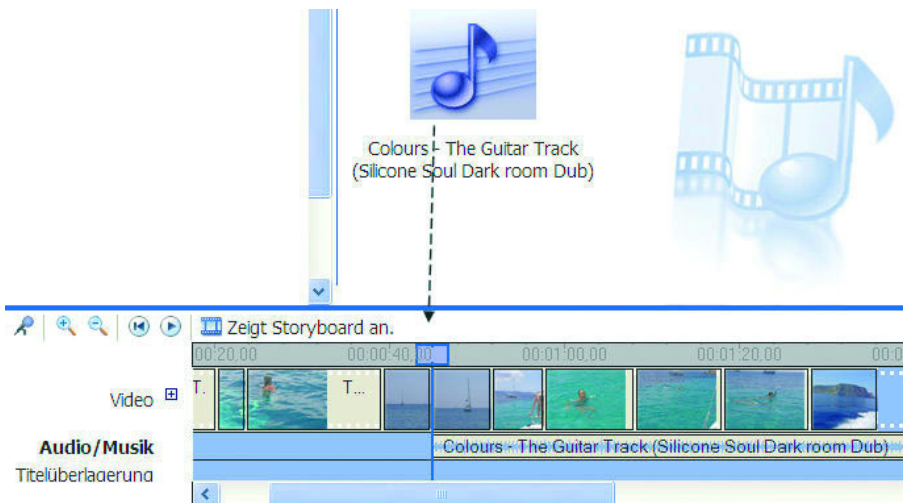 Colours - The Guitar Track
(Silicone Soul Dark room Dub)
Zeigt Storyboard an.
00:20,00 00:00:40,00 00:01:00,00 00:01:20,00 00:0
Video T. T...
Audio/Musik Colours - The Guitar Track (Silicone Soul Dark room Dub)
Titelüberlagerung